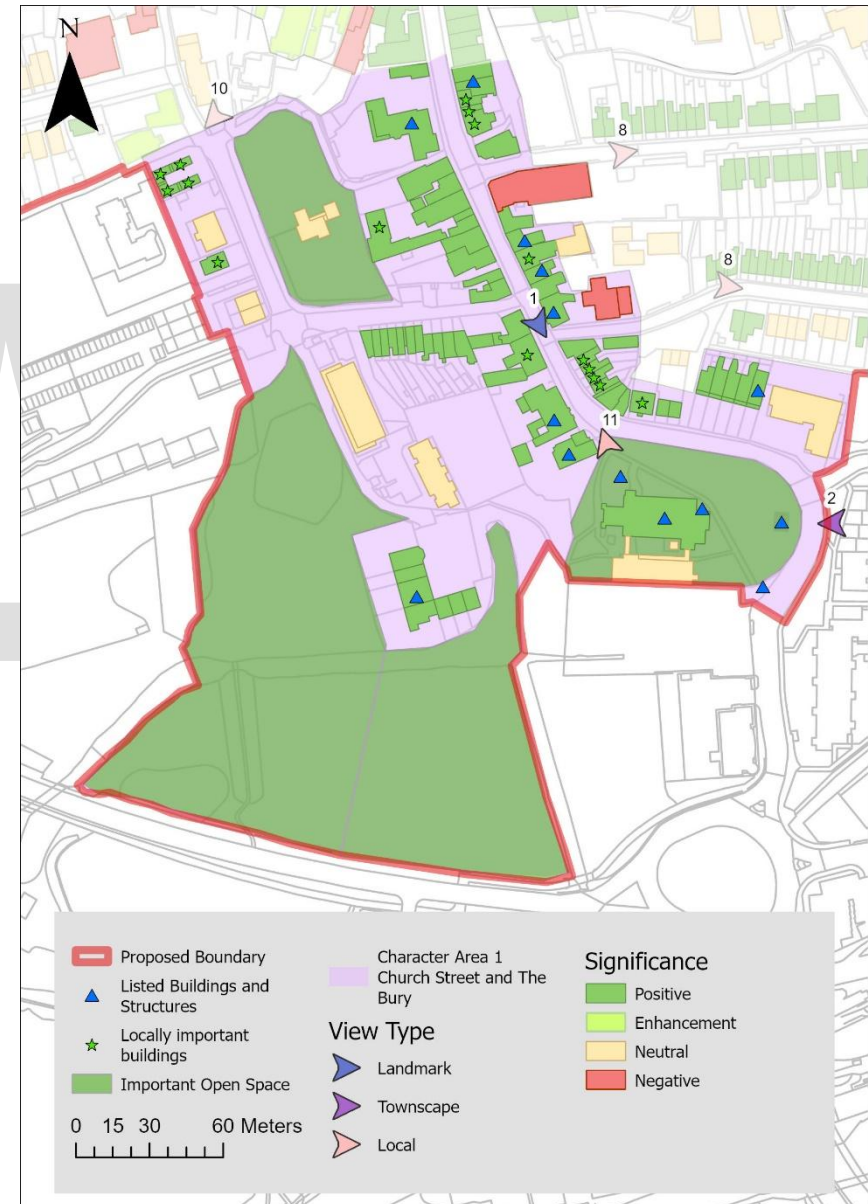 N
10
8
8
1
11
2
Proposed Boundary
Listed Buildings and
Structures
Locally important
buildings
Important Open Space
0 15 30 60 Meters
Character Area 1
Church Street and The
Bury
View Type
Landmark
Townscape
Local
Significance
Positive
Enhancement
Neutral
Negative